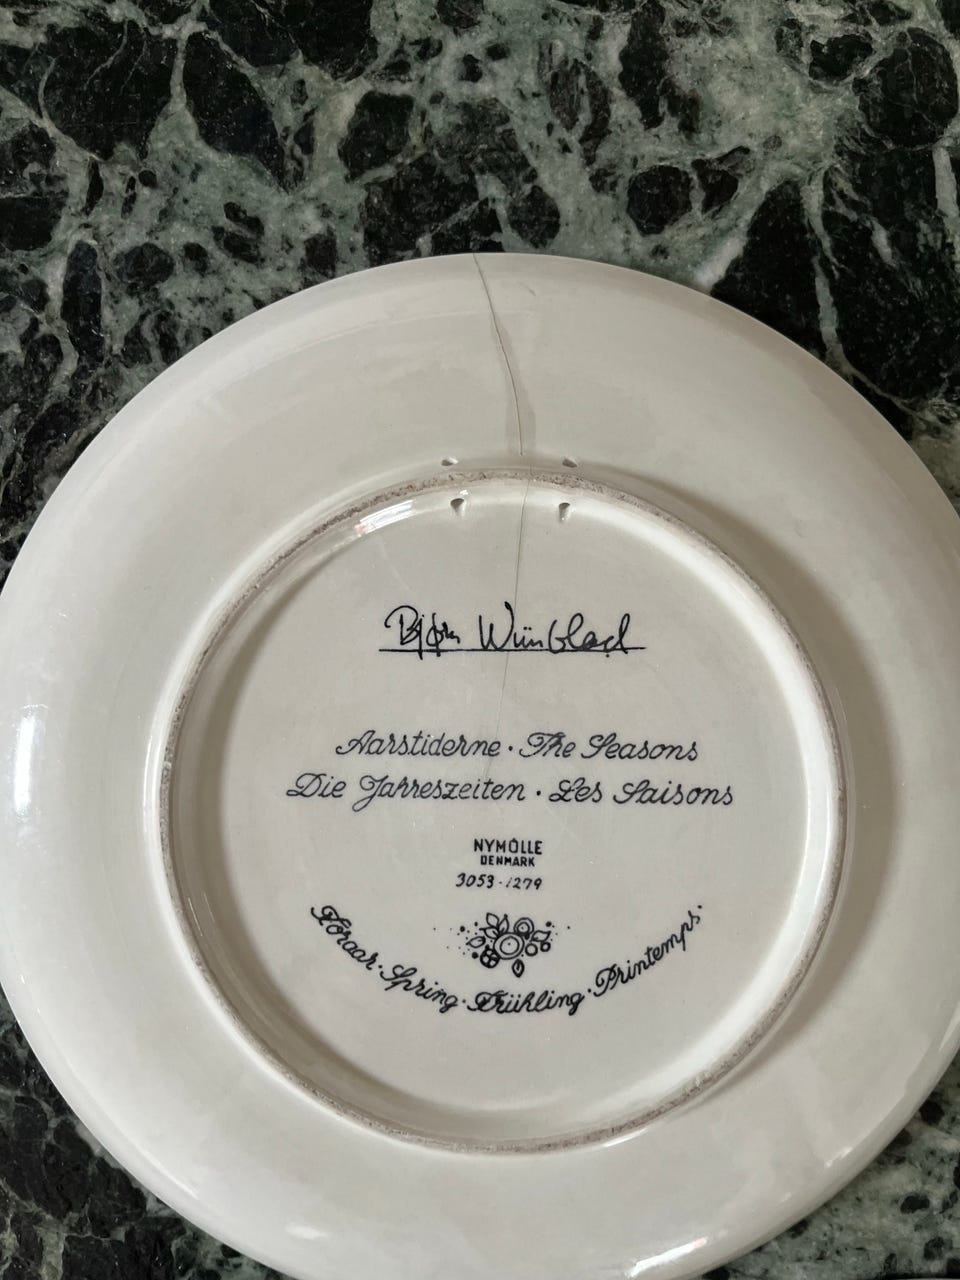 Bjørn Wiinblad
Aarstiderne · The Seasons
Die Jahreszeiten · Les Saisons
NYMÖLLE
DENMARK
3053-1279
Foraar · Spring · Frühling · Printemps ·